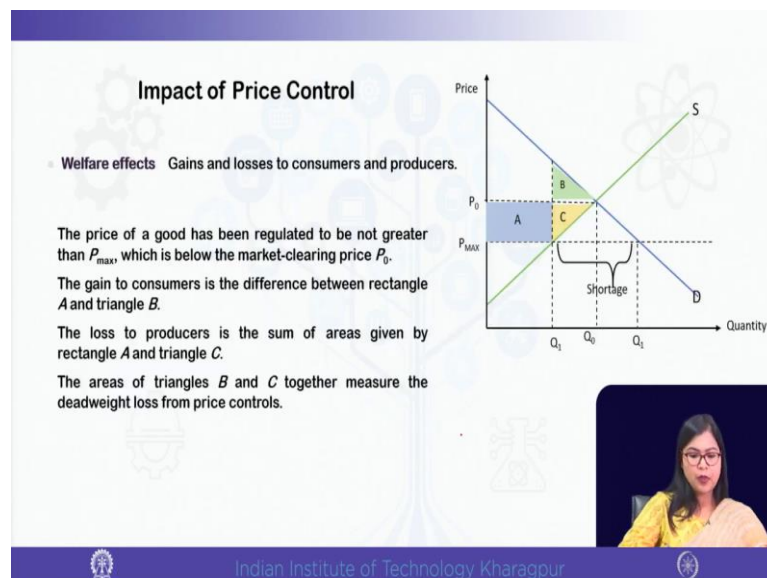 Impact of Price Control
Welfare effects Gains and losses to consumers and producers.
The price of a good has been regulated to be not greater
than Pmax, which is below the market-clearing price P0.
The gain to consumers is the difference between rectangle
A and triangle B.
The loss to producers is the sum of areas given by
rectangle A and triangle C.
The areas of triangles B and C together measure the
deadweight loss from price controls.
Price
S
B
P0
A
C
PMAX
Shortage
D
Quantity
Q1
Q0
Q1
Indian Institute of Technology Kharagpur